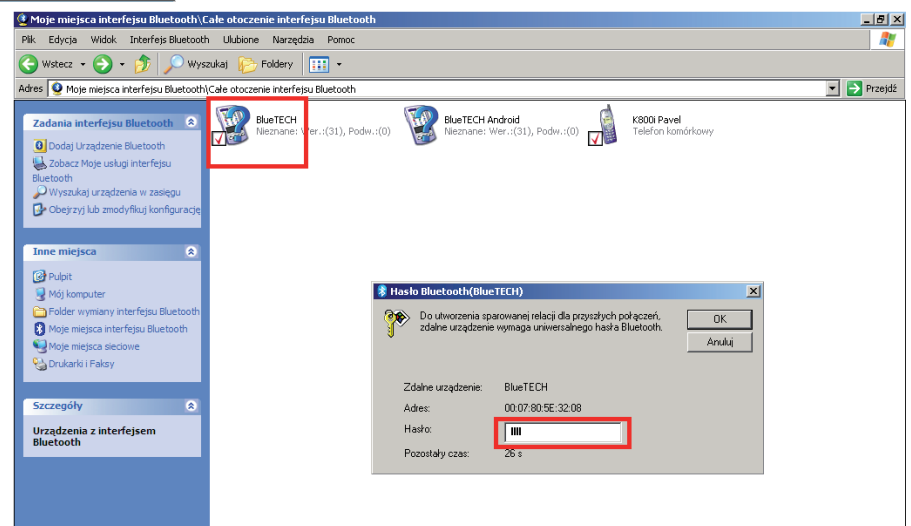 Moje miejsca interfejsu Bluetooth\Całe otoczenie interfejsu Bluetooth
Plik Edycja Widok Interfejs Bluetooth Ulubione Narzędzia Pomoc
Wstecz Wyszukaj Foldery
Adres Moje miejsca interfejsu Bluetooth\Całe otoczenie interfejsu Bluetooth Przejdź
Zadania interfejsu Bluetooth
Dodaj Urządzenie Bluetooth
Zobacz Moje usługi interfejsu
Bluetooth
Wyszukaj urządzenia w zasięgu
Obejrzyj lub zmodyfikuj konfigurację
Inne miejsca
Pulpit
Mój komputer
Folder wymiany interfejsu Bluetooth
Moje miejsca interfejsu Bluetooth
Moje miejsca sieciowe
Drukarki i Faksy
Szczegóły
Urządzenia z interfejsem
Bluetooth
BlueTECH
Nieznane: Wer.:(31), Podw.:(0)
BlueTECH Android
Nieznane: Wer.:(31), Podw.:(0)
K800i Pavel
Telefon komórkowy
Hasło Bluetooth(BlueTECH)
Do utworzenia sparowanej relacji dla przyszłych połączeń,
zdalne urządzenie wymaga uniwersalnego hasła Bluetooth.
OK
Anuluj
Zdalne urządzenie: BlueTECH
Adres: 00:07:80:5E:32:08
Hasło:
Pozostały czas: 26 s